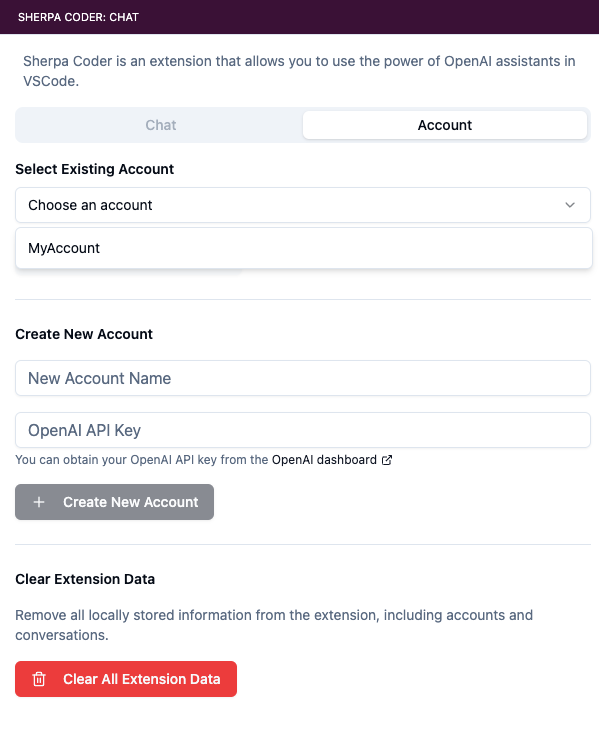 SHERPA CODER: CHAT
Sherpa Coder is an extension that allows you to use the power of OpenAI assistants in
VSCode.
Chat
Account
Select Existing Account
Choose an account
MyAccount
Create New Account
New Account Name
OpenAI API Key
You can obtain your OpenAI API key from the OpenAI dashboard
Create New Account
Clear Extension Data
Remove all locally stored information from the extension, including accounts and
conversations.
Clear All Extension Data